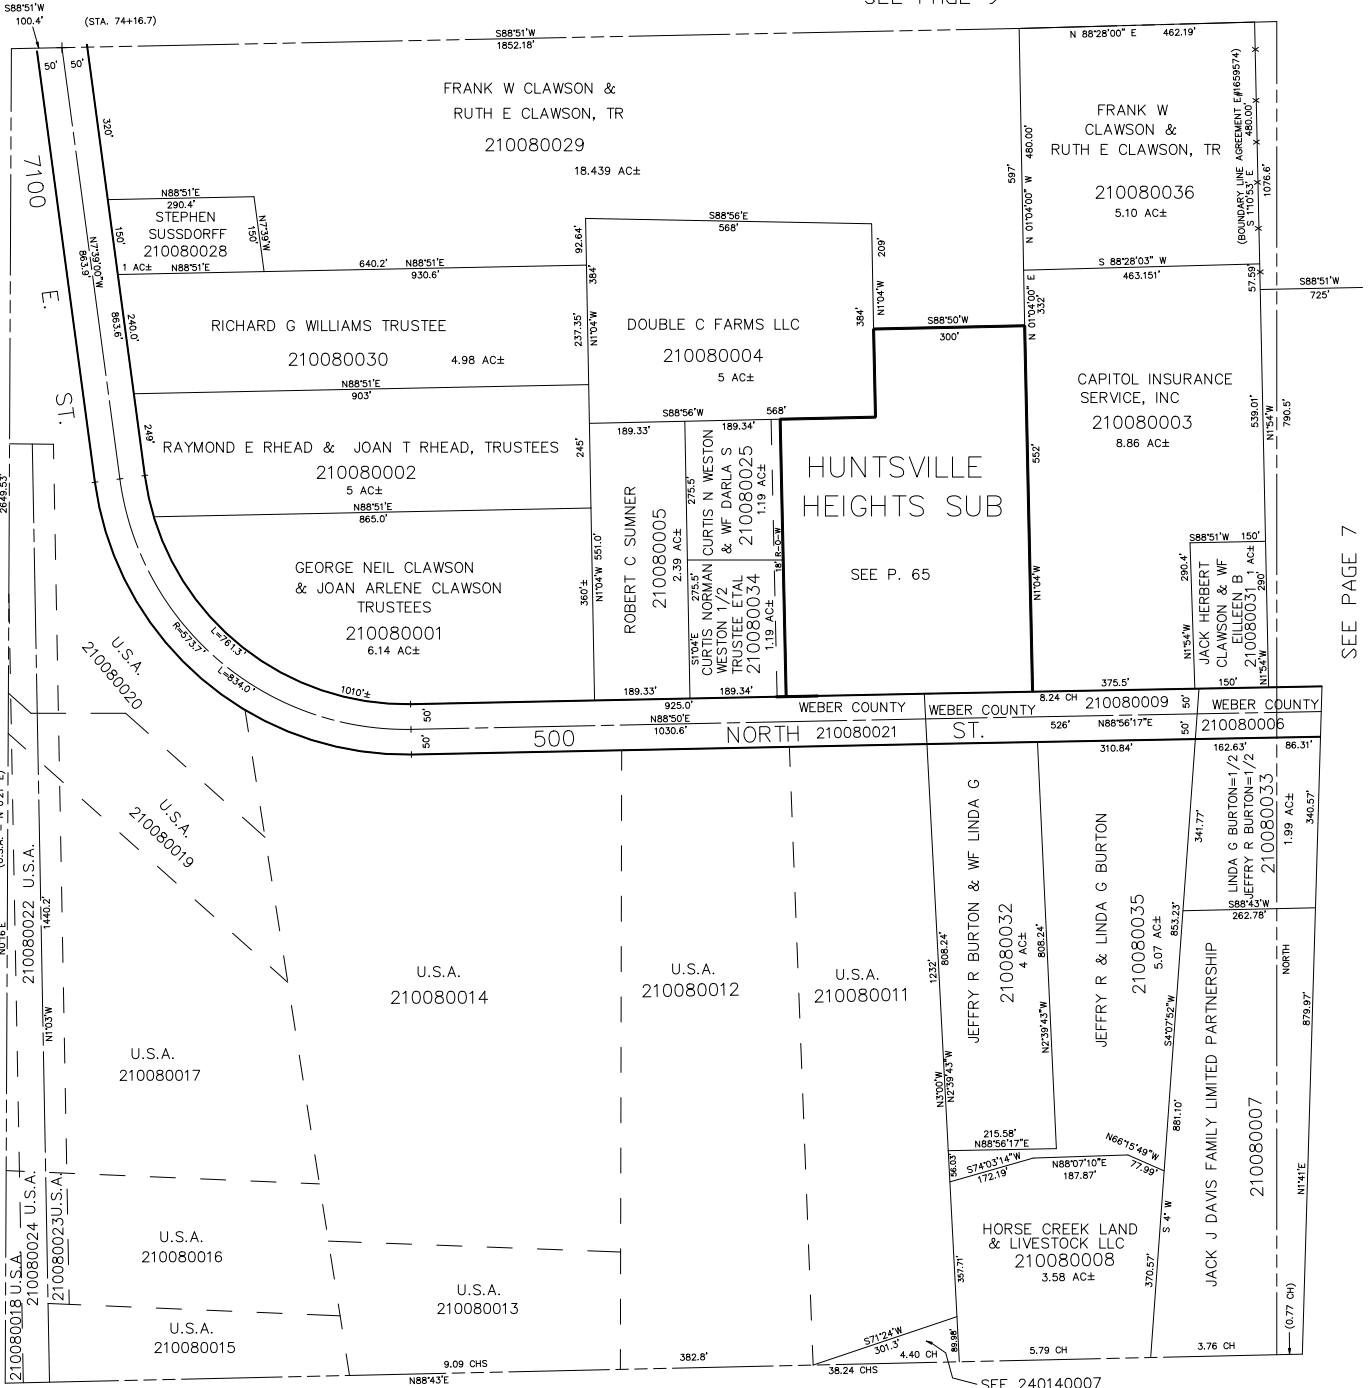 S88°51'W
100.4'
(STA. 74+16.7)
S88°51'W
1852.18'
N 88°28'00" E 462.19'
50' 50'
320'
FRANK W CLAWSON &
RUTH E CLAWSON, TR
210080029
18.439 AC±
FRANK W
CLAWSON &
RUTH E CLAWSON, TR
210080036
5.10 AC±
(BOUNDARY LINE AGREEMENT E#1659574)
S 1°10'53" E
480.00'
1076.6'
597'
N 01°04'00" W 480.00'
7100
E.
ST.
N88°51'E
290.4'
STEPHEN
SUSSDORFF
210080028
150'
150'
N7°39'W
1 AC±
N88°51'E
640.2' N88°51'E
930.6'
N7°39'00"W
863.9'
863.6'
240.0'
S88°56'E
568'
92.64'
384'
209'
N1°04'W
384'
S 88°28'03" W
463.151'
57.59'
S88°51'W
725'
N 01°04'00" E
332'
RICHARD G WILLIAMS TRUSTEE
210080030
4.98 AC±
237.35'
N1°04'W
DOUBLE C FARMS LLC
210080004
5 AC±
S88°50'W
300'
N88°51'E
903'
249'
CAPITOL INSURANCE
SERVICE, INC
210080003
8.86 AC±
539.01'
N1°54'W
790.5'
S88°56'W
568'
189.33'
189.34'
RAYMOND E RHEAD & JOAN T RHEAD, TRUSTEES
210080002
5 AC±
245'
N88°51'E
865.0'
2649.53'
ROBERT C SUMNER
210080005
2.39 AC±
275.5'
CURTIS N WESTON
& WF DARLA S
210080025
1.19 AC±
HUNTSVILLE
HEIGHTS SUB
SEE P. 65
552'
N1°04'W
18' R-O-W
GEORGE NEIL CLAWSON
& JOAN ARLENE CLAWSON
TRUSTEES
210080001
6.14 AC±
360'±
N1°04'W 551.0'
275.5'
S1°04'E
CURTIS NORMAN
WESTON 1/2
TRUSTEE ETAL
210080034
1.19 AC±
S88°51'W 150'
290.4'
N1°54'W
JACK HERBERT
CLAWSON & WF
EILLEEN B
210080031 1 AC±
290'
N1°54'W
SEE PAGE 7
L=761.3'
R=573.7'
L=834.0'
1010'±
189.33'
189.34'
375.5'
150'
50'
50'
925.0'
N88°50'E
1030.6'
500
NORTH
ST.
WEBER COUNTY
210080021
WEBER COUNTY
8.24 CH
210080009
526'
N88°56'17"E
50'
50'
WEBER COUNTY
210080006
U.S.A.
210080020
U.S.A.
210080019
310.84'
162.63'
86.31'
JEFFRY R BURTON & WF LINDA G
210080032
4 AC±
808.24'
808.24'
1232'
N3°00'W
N2°39'43"W
N2°39'43"W
JEFFRY R & LINDA G BURTON
210080035
5.07 AC±
341.77'
853.23'
S4°07'52"W
LINDA G BURTON=1/2
JEFFRY R BURTON=1/2
210080033
1.99 AC±
340.57'
S88°43'W
262.78'
210080022 U.S.A.
1440.2'
N1°03'W
U.S.A.
210080014
U.S.A.
210080012
U.S.A.
210080011
U.S.A.
210080017
JACK J DAVIS FAMILY LIMITED PARTNERSHIP
210080007
NORTH
879.97'
N1°41'E
881.10'
215.58'
N88°56'17"E
56.03'
S74°03'14"W
172.19'
N88°07'10"E
187.87'
N66°15'49"W
77.99'
S 4° W
HORSE CREEK LAND
& LIVESTOCK LLC
210080008
3.58 AC±
357.71'
370.57'
210080018 U.S.A.
210080024 U.S.A.
210080023 U.S.A.
U.S.A.
210080016
U.S.A.
210080013
U.S.A.
210080015
S71°24'W
301.3'
89.98'
(0.77 CH)
N88°43'E
9.09 CHS
382.8'
38.24 CHS
4.40 CH
5.79 CH
3.76 CH
SEE 240140007